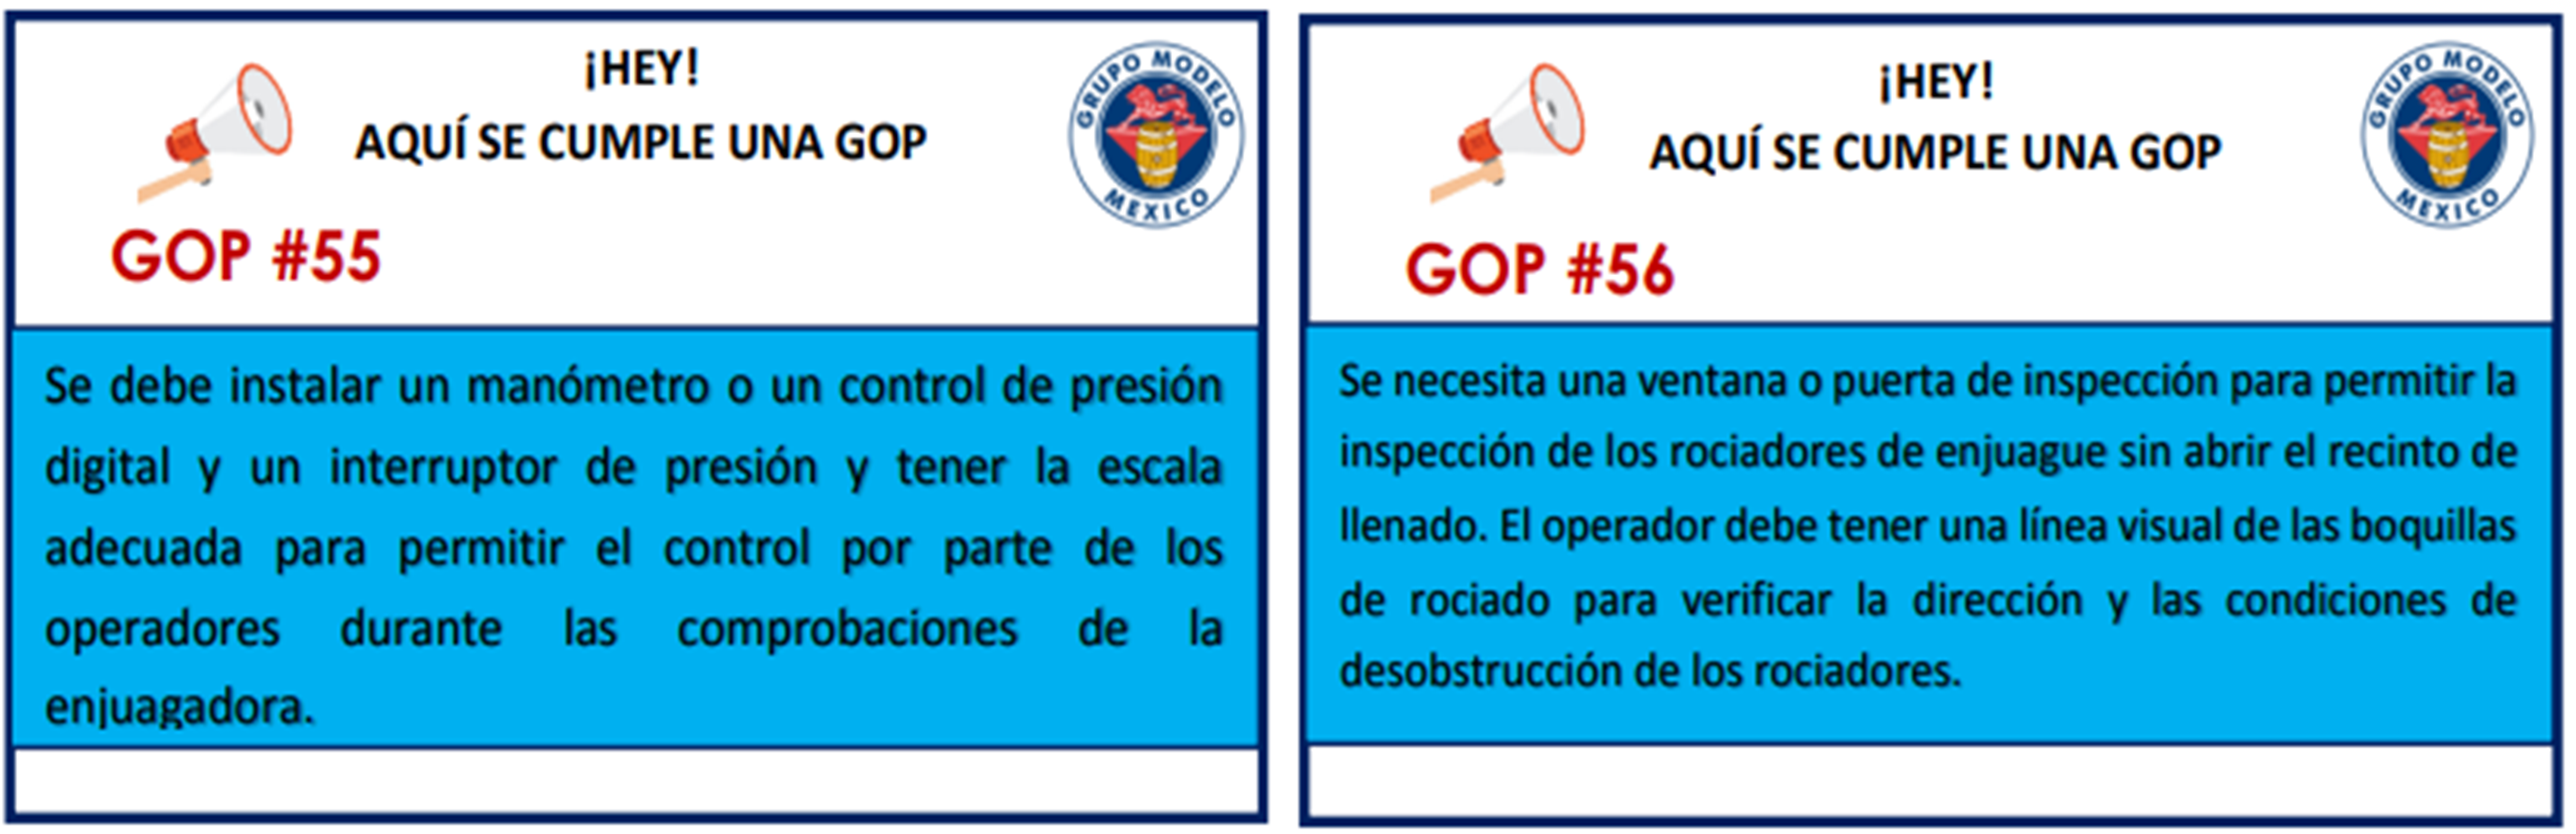 ¡HEY!
AQUÍ SE CUMPLE UNA GOP
GRUPO MODELO
MEXICO
GOP #55
Se debe instalar un manómetro o un control de presión
digital y un interruptor de presión y tener la escala
adecuada para permitir el control por parte de los
operadores durante las comprobaciones de la
enjuagadora.
¡HEY!
AQUÍ SE CUMPLE UNA GOP
GRUPO MODELO
MEXICO
GOP #56
Se necesita una ventana o puerta de inspección para permitir la
inspección de los rociadores de enjuague sin abrir el recinto de
llenado. El operador debe tener una línea visual de las boquillas
de rociado para verificar la dirección y las condiciones de
desobstrucción de los rociadores.